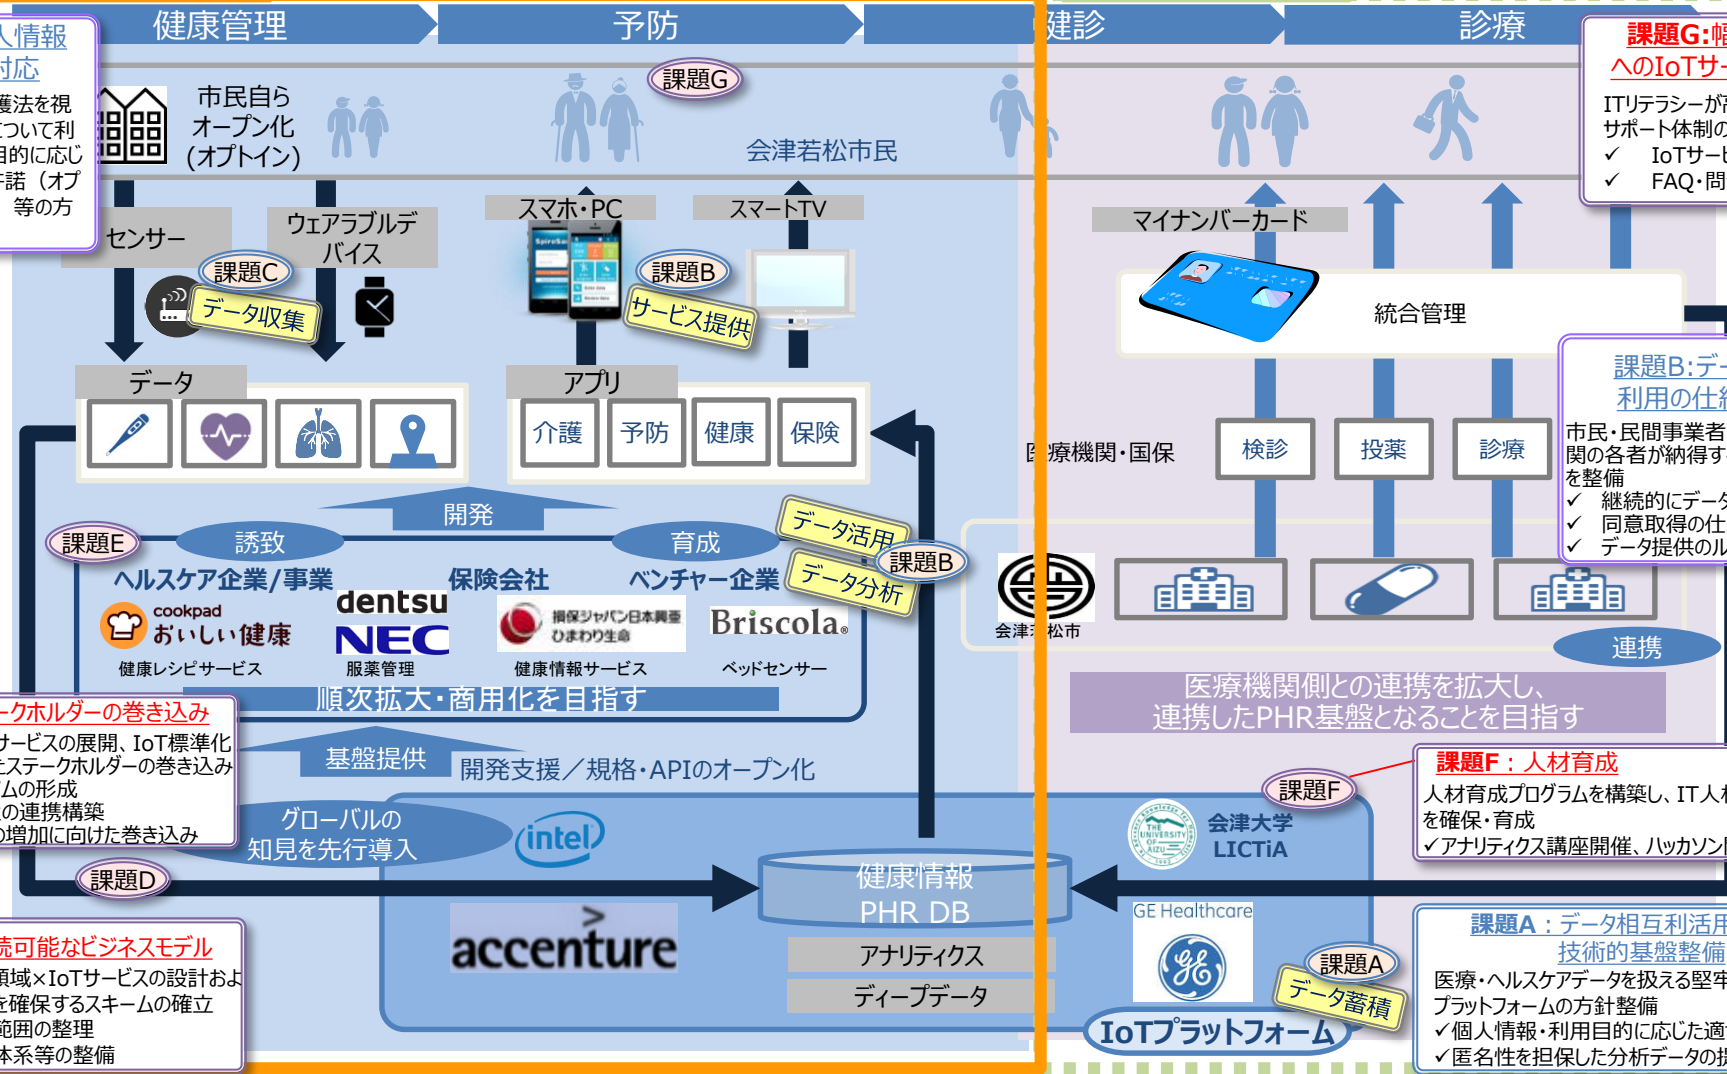 健康管理
予防
健診
診療
人情報
対応
護法を視
について利
目的に応じ
許諾（オプ
等の方
市民自ら
オープン化
(オプトイン)
課題G
会津若松市民
課題G:幅
へのIoTサー
ITリテラシーが高
サポート体制の
✓ IoTサービ
✓ FAQ・問
センサー
ウェアラブルデ
バイス
スマホ・PC
スマートTV
マイナンバーカード
課題C
データ収集
課題B
サービス提供
統合管理
データ
アプリ
介護
予防
健康
保険
医療機関・国保
検診
投薬
診療
課題B:デー
利用の仕組
市民・民間事業者
関の各者が納得す
を整備
✓ 継続的にデータ
✓ 同意取得の仕
✓ データ提供のル
開発
課題E
誘致
育成
データ活用
課題B
データ分析
ヘルスケア企業/事業
保険会社
ベンチャー企業
cookpad
おいしい健康
dentsu
NEC
損保ジャパン日本興亜
ひまわり生命
Briscola
健康レシピサービス
服薬管理
健康情報サービス
ベッドセンサー
順次拡大・商用化を目指す
会津若松市
連携
医療機関側との連携を拡大し、
連携したPHR基盤となることを目指す
ークホルダーの巻き込み
サービスの展開、IoT標準化
たステークホルダーの巻き込み
ムの形成
の連携構築
の増加に向けた巻き込み
基盤提供
開発支援／規格・APIのオープン化
グローバルの
知見を先行導入
intel
課題D
健康情報
PHR DB
課題F
課題F：人材育成
人材育成プログラムを構築し、IT人材
を確保・育成
✓アナリティクス講座開催、ハッカソン
THE
UNIVERSITY
OF
AIZU
会津大学
LICTiA
続可能なビジネスモデル
領域×IoTサービスの設計およ
を確保するスキームの確立
範囲の整理
体系等の整備
accenture
アナリティクス
ディープデータ
GE Healthcare
課題A
データ蓄積
IoTプラットフォーム
課題A：データ相互利活用
技術的基盤整備
医療・ヘルスケアデータを扱える堅牢
プラットフォームの方針整備
✓個人情報・利用目的に応じた適
✓匿名性を担保した分析データの提